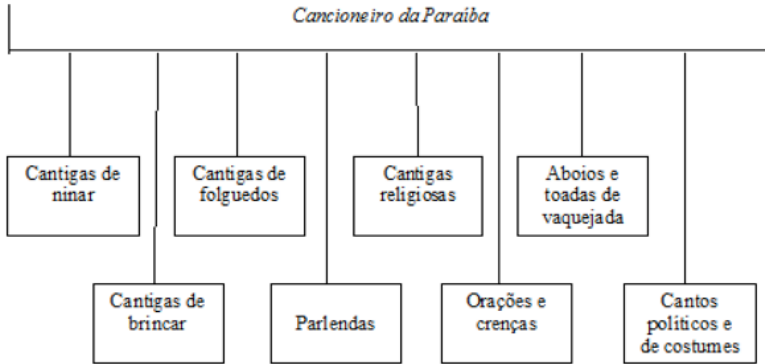 Cancioneiro da Paraíba
Cantigas de
ninar
Cantigas de
folguedos
Cantigas
religiosas
Aboios e
toadas de
vaquejada
Cantigas de
brincar
Parlendas
Orações e
crenças
Cantos
políticos e
de costumes